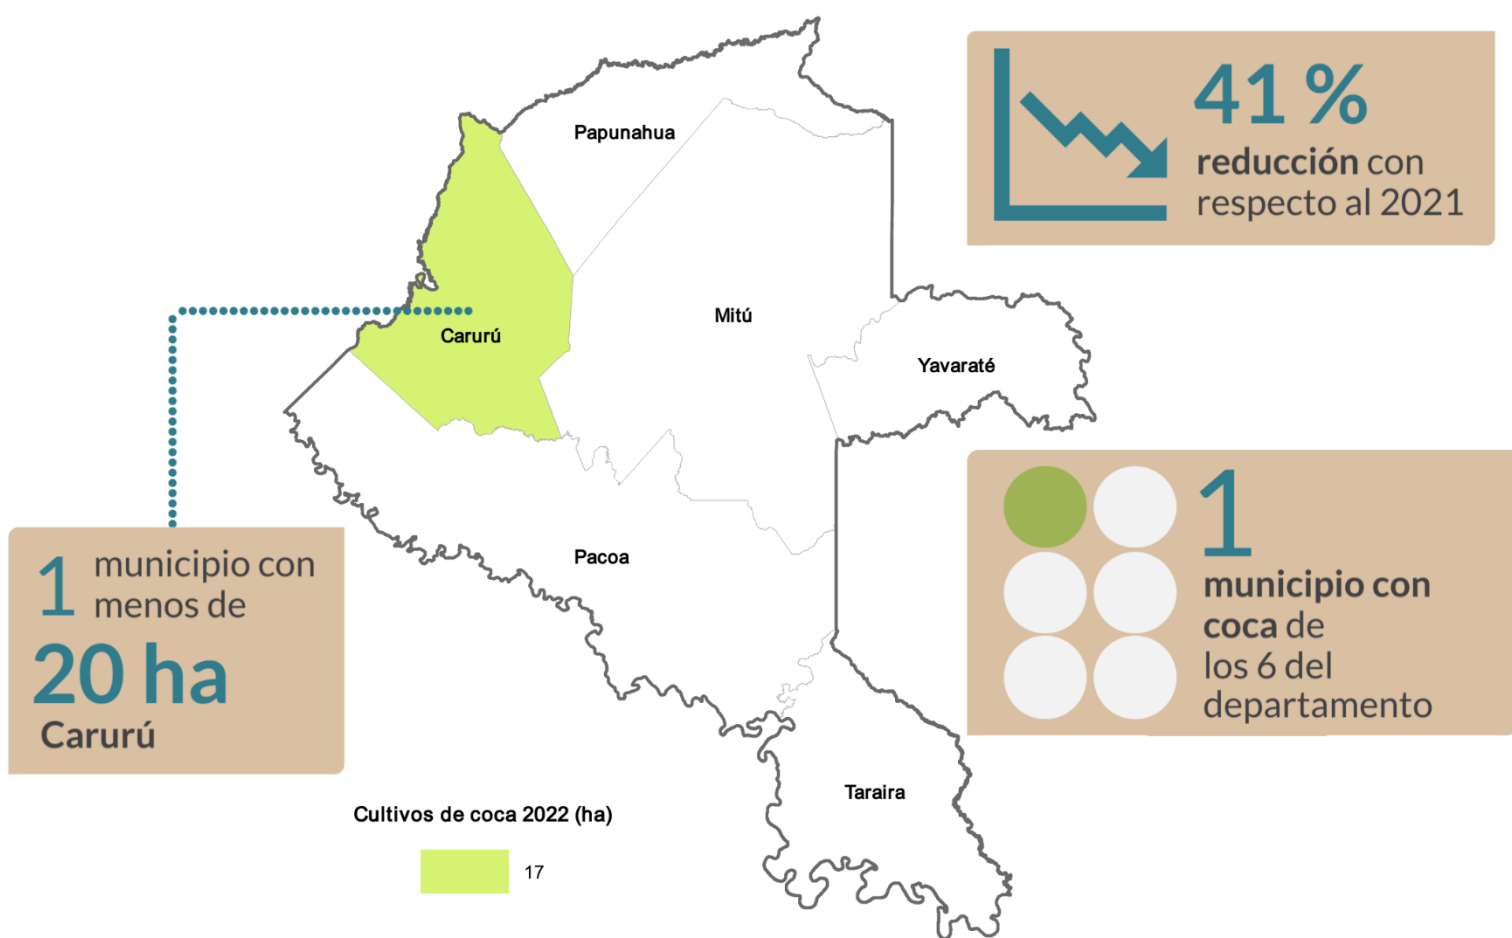 Papunahua
41 %
reducción con
respecto al 2021
Mitú
Carurú
Yavaraté
1 municipio con
menos de
20 ha
Carurú
Pacoa
1
municipio con
coca de
los 6 del
departamento
Taraira
Cultivos de coca 2022 (ha)
17